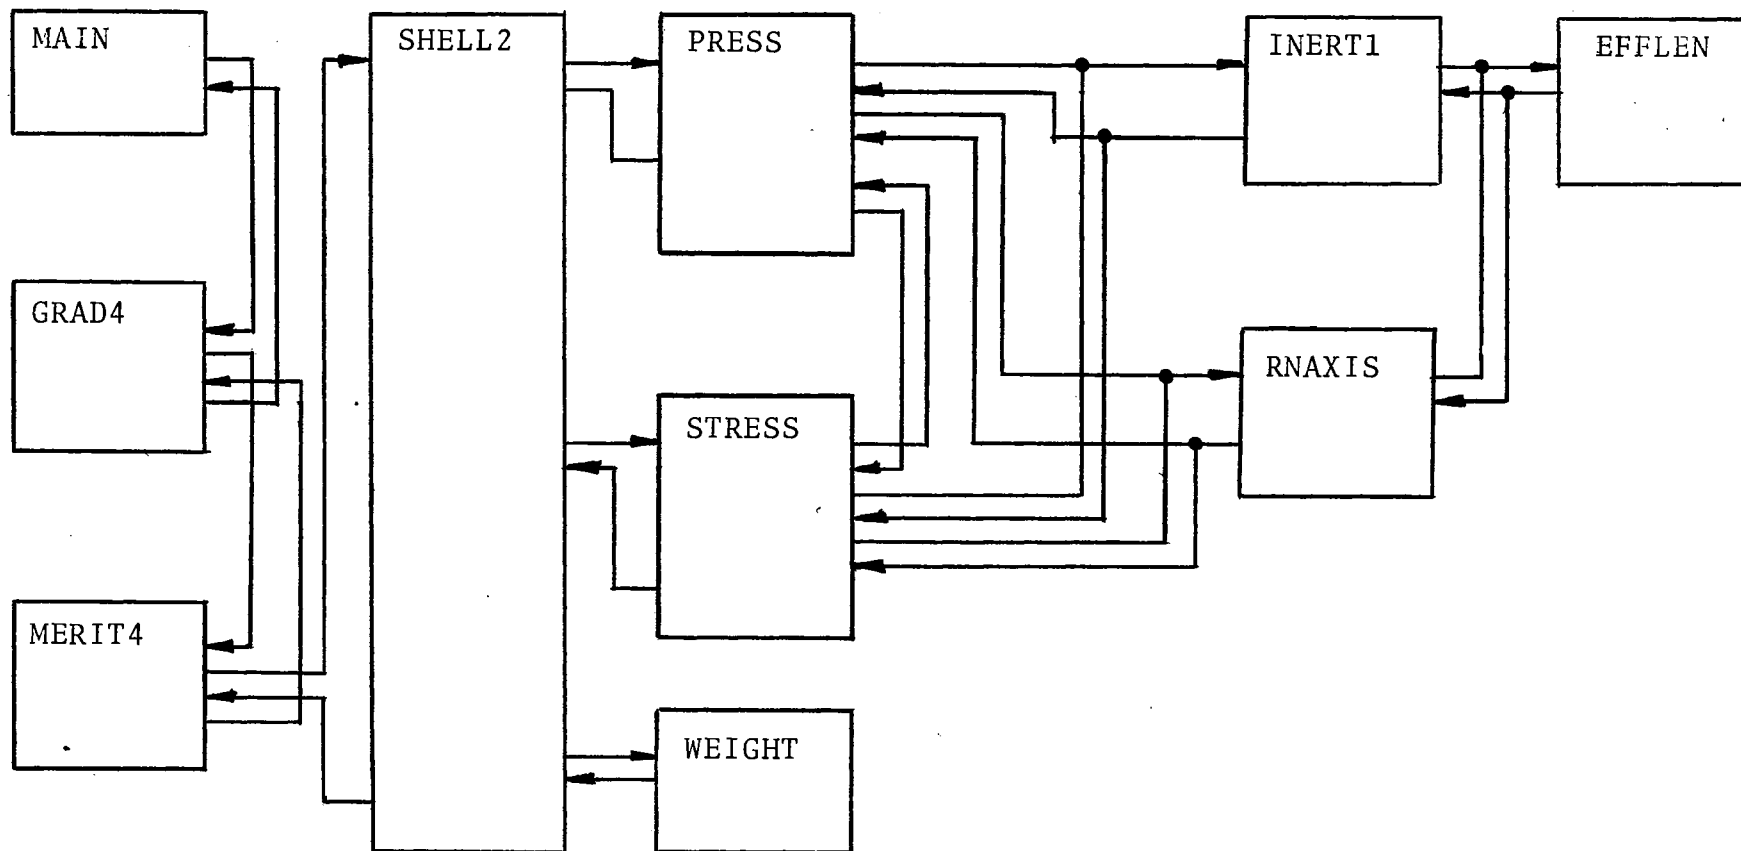 MAIN
SHELL2
PRESS
INERT1
EFFLEN
GRAD4
RNAXIS
STRESS
MERIT4
WEIGHT